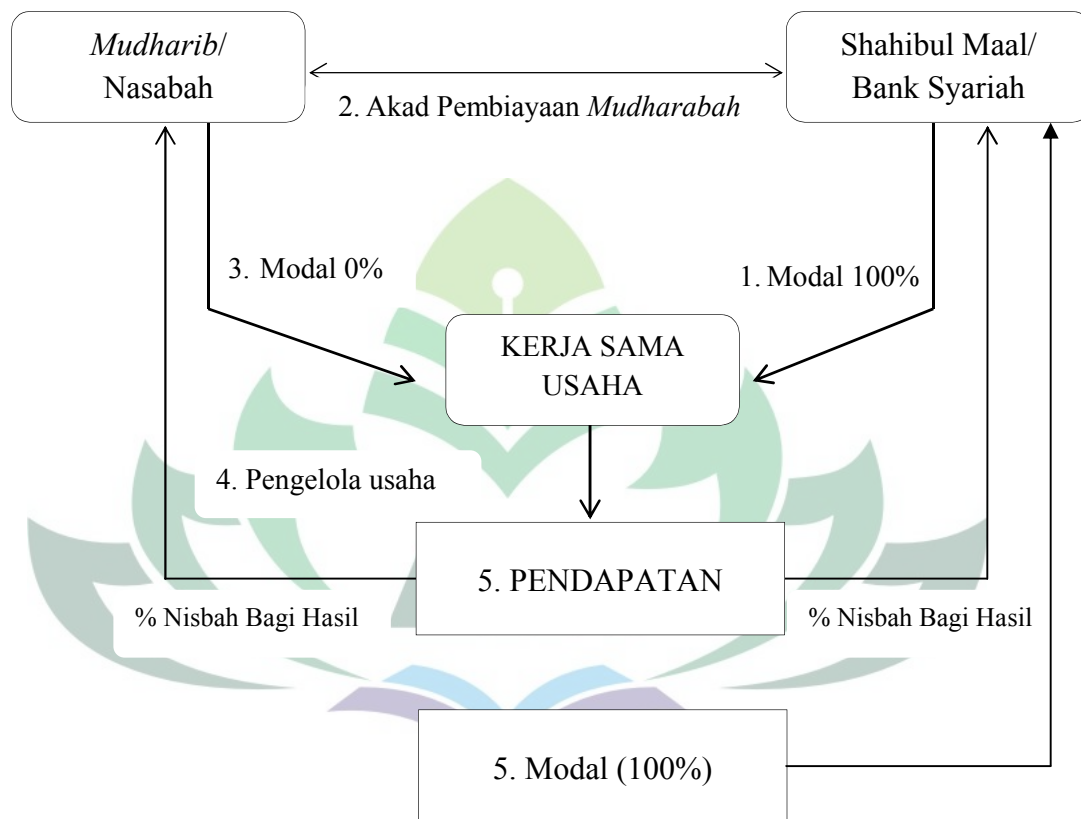 Mudharib/
Nasabah
Shahibul Maal/
Bank Syariah
2. Akad Pembiayaan Mudharabah
3. Modal 0%
1. Modal 100%
KERJA SAMA
USAHA
4. Pengelola usaha
5. PENDAPATAN
% Nisbah Bagi Hasil
% Nisbah Bagi Hasil
5. Modal (100%)